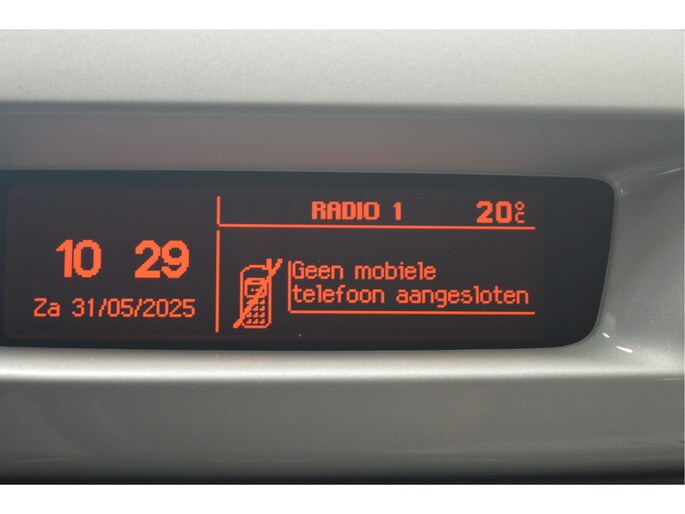 RADIO 1 20°C
10 29
Za 31/05/2025
Geen mobiele
telefoon aangesloten